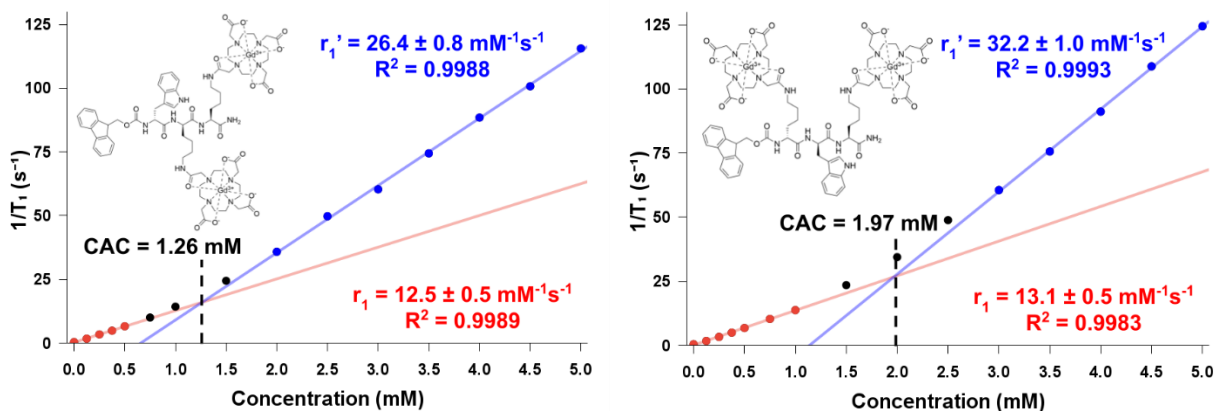 125
r₁' = 26.4 ± 0.8 mM⁻¹s⁻¹
R² = 0.9988
100
75
1/T₁ (s⁻¹)
50
CAC = 1.26 mM
25
r₁ = 12.5 ± 0.5 mM⁻¹s⁻¹
R² = 0.9989
0
0.0 0.5 1.0 1.5 2.0 2.5 3.0 3.5 4.0 4.5 5.0
Concentration (mM)
125
r₁' = 32.2 ± 1.0 mM⁻¹s⁻¹
R² = 0.9993
100
75
1/T₁ (s⁻¹)
50
CAC = 1.97 mM
25
r₁ = 13.1 ± 0.5 mM⁻¹s⁻¹
R² = 0.9983
0
0.0 0.5 1.0 1.5 2.0 2.5 3.0 3.5 4.0 4.5 5.0
Concentration (mM)